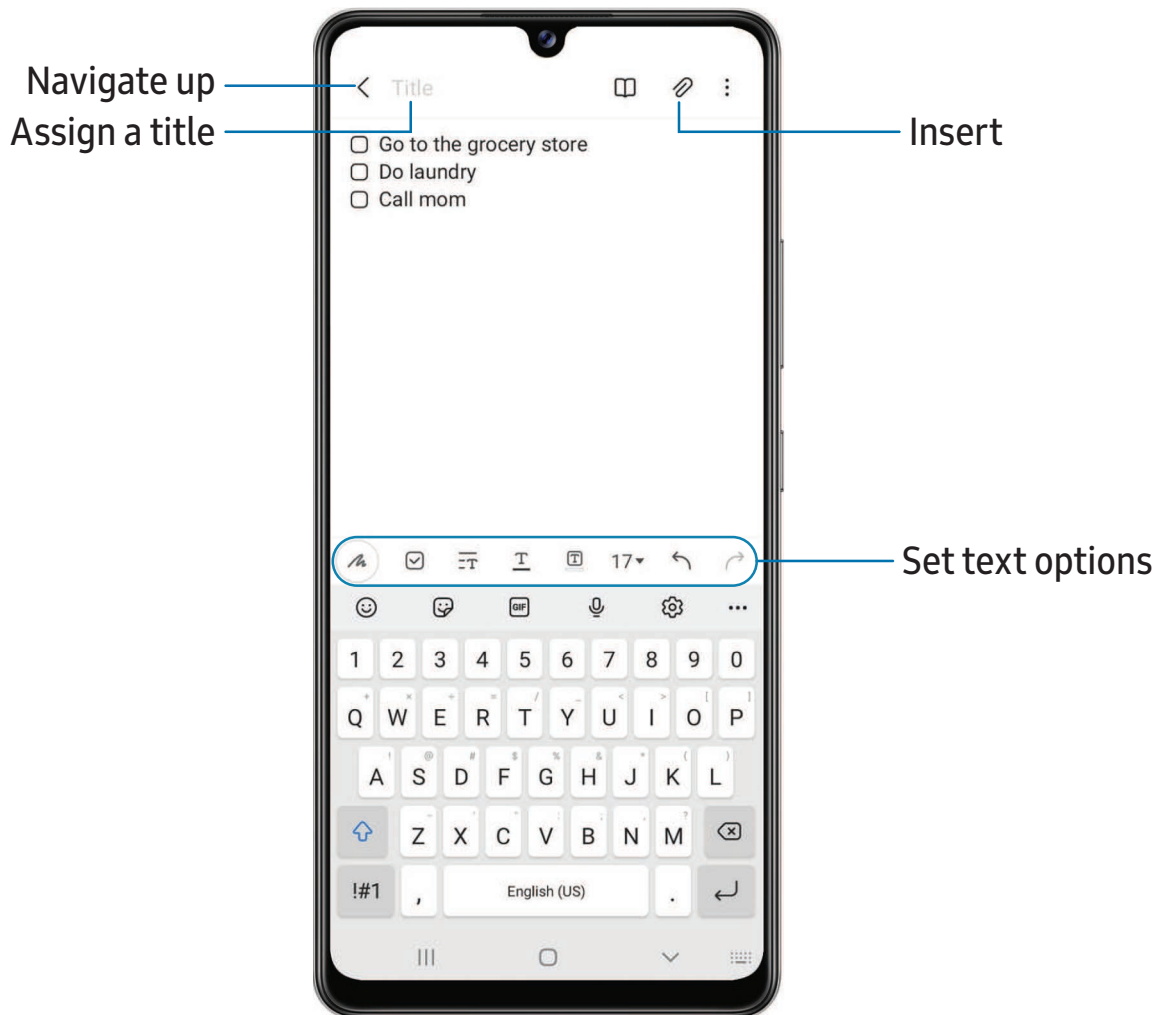 Navigate up
Title
Assign a title
Insert
Go to the grocery store
Do laundry
Call mom
T T T 17
Set text options
GIF
1 2 3 4 5 6 7 8 9 0
+ × ÷ = / _ < > [ ]
Q W E R T Y U I O P
! @ # $ % & * ( )
A S D F G H J K L
- ' " : ; , ?
Z X C V B N M
!#1 , English (US) .